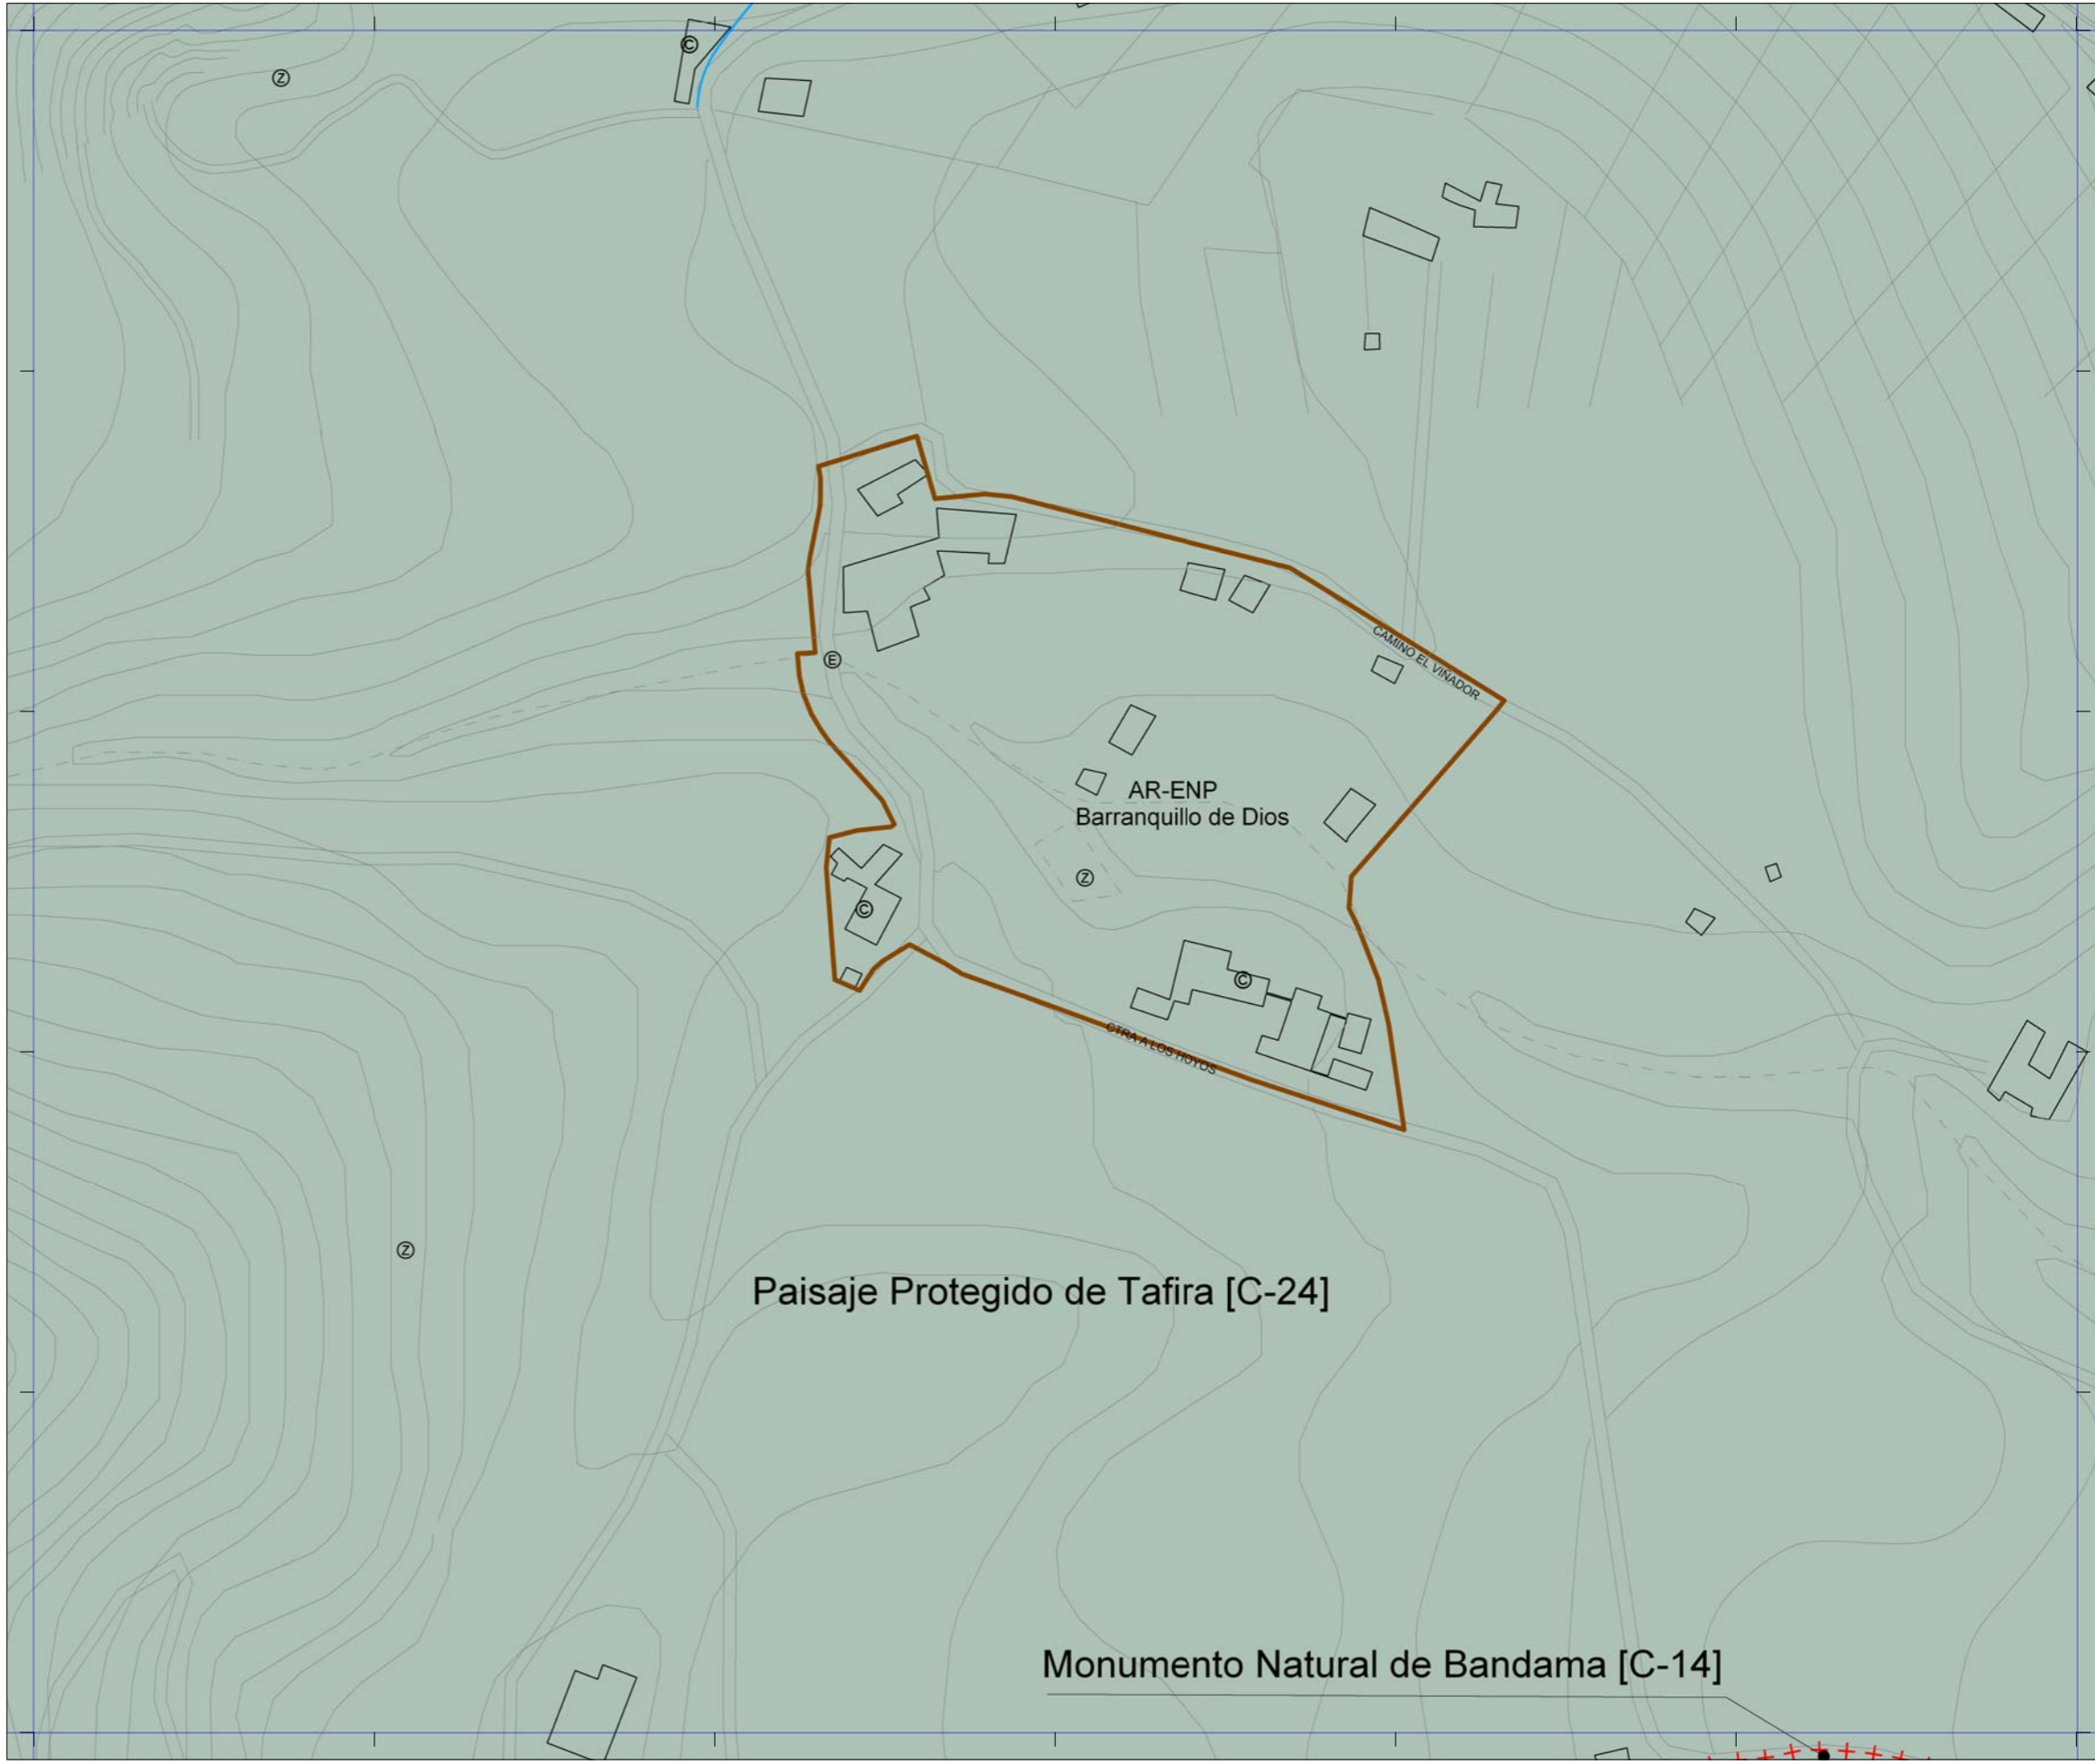 Ⓒ
Ⓩ
CAMINO EL VIÑADOR
Ⓔ
AR-ENP
Barranquillo de Dios
Ⓩ
Ⓒ
Ⓒ
CTRA A LOS HOYOS
Ⓩ
Paisaje Protegido de Tafira [C-24]
Monumento Natural de Bandama [C-14]